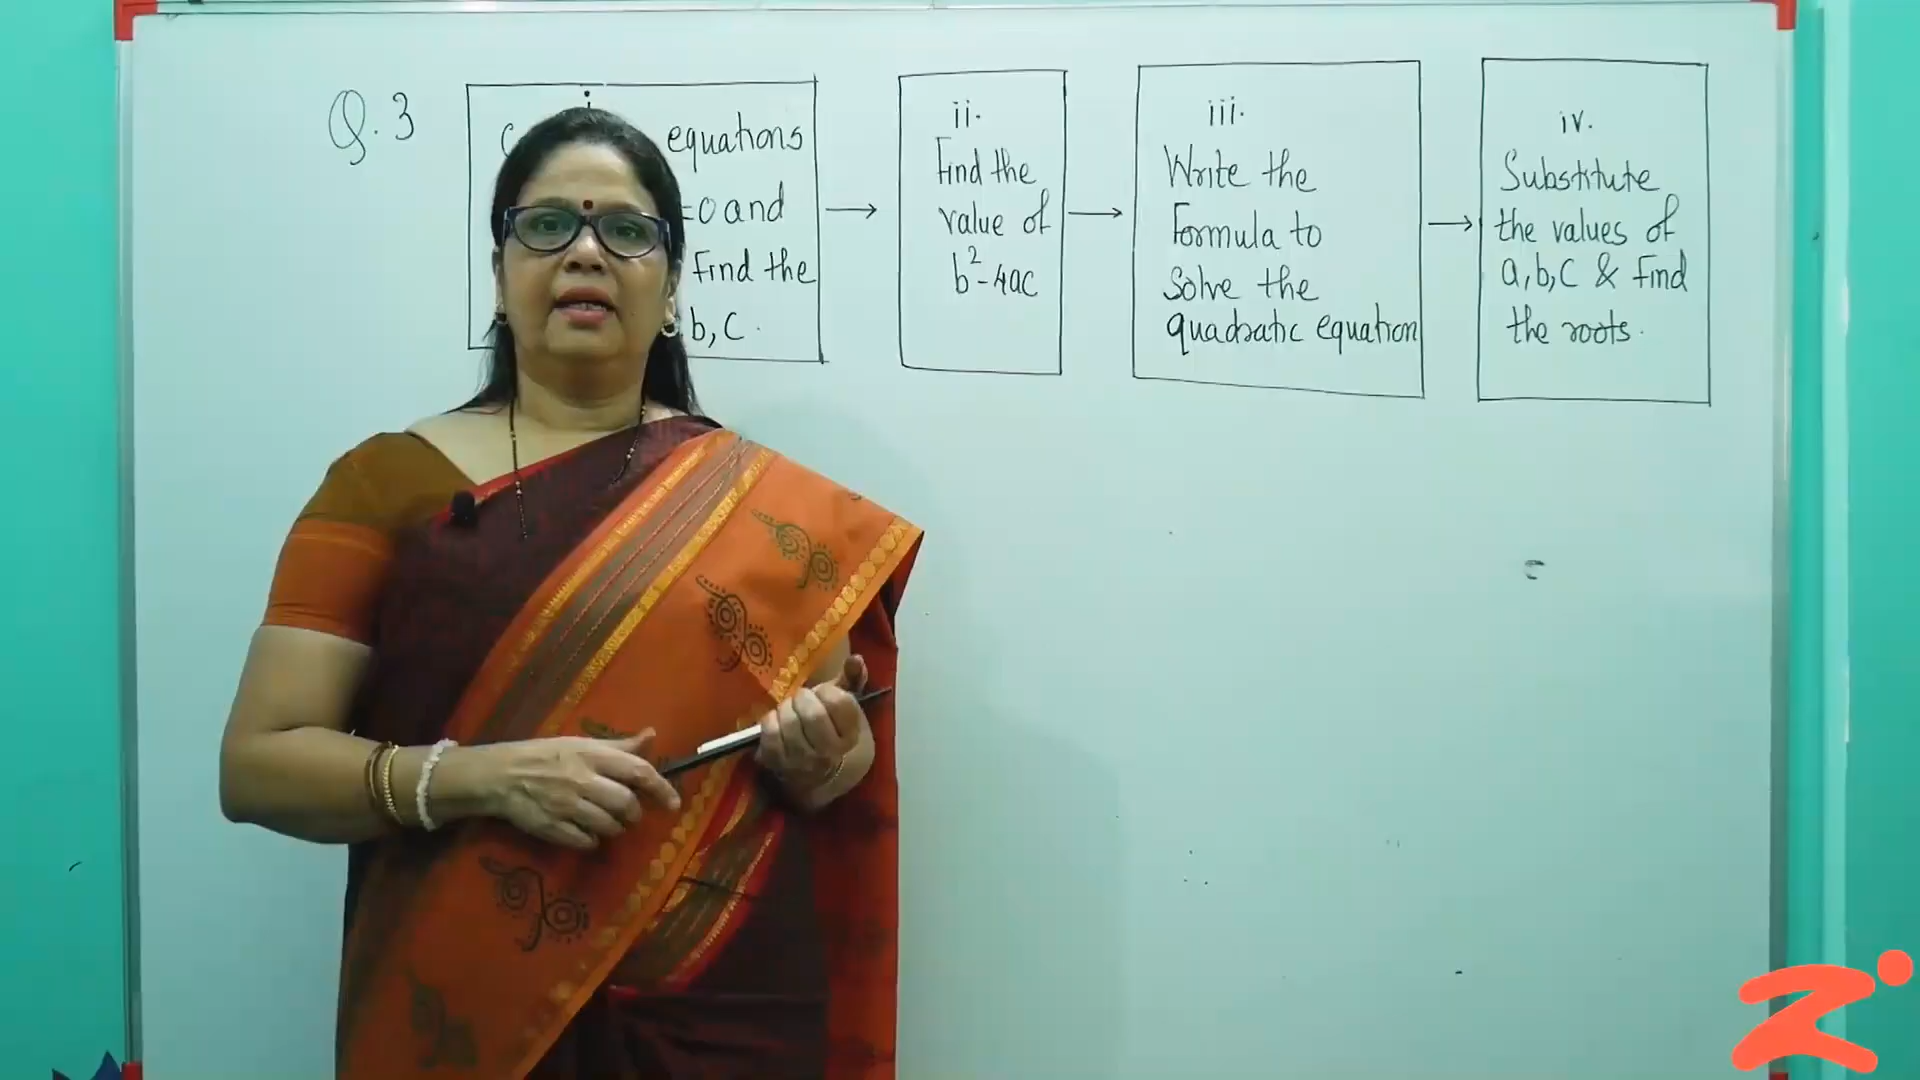 Q. 3
i
equations
=0 and
Find the
b, c.
ii.
Find the
value of
b²-4ac
iii.
Write the
Formula to
Solve the
quadratic equation
iv.
Substitute
the values of
a, b, c & find
the roots.